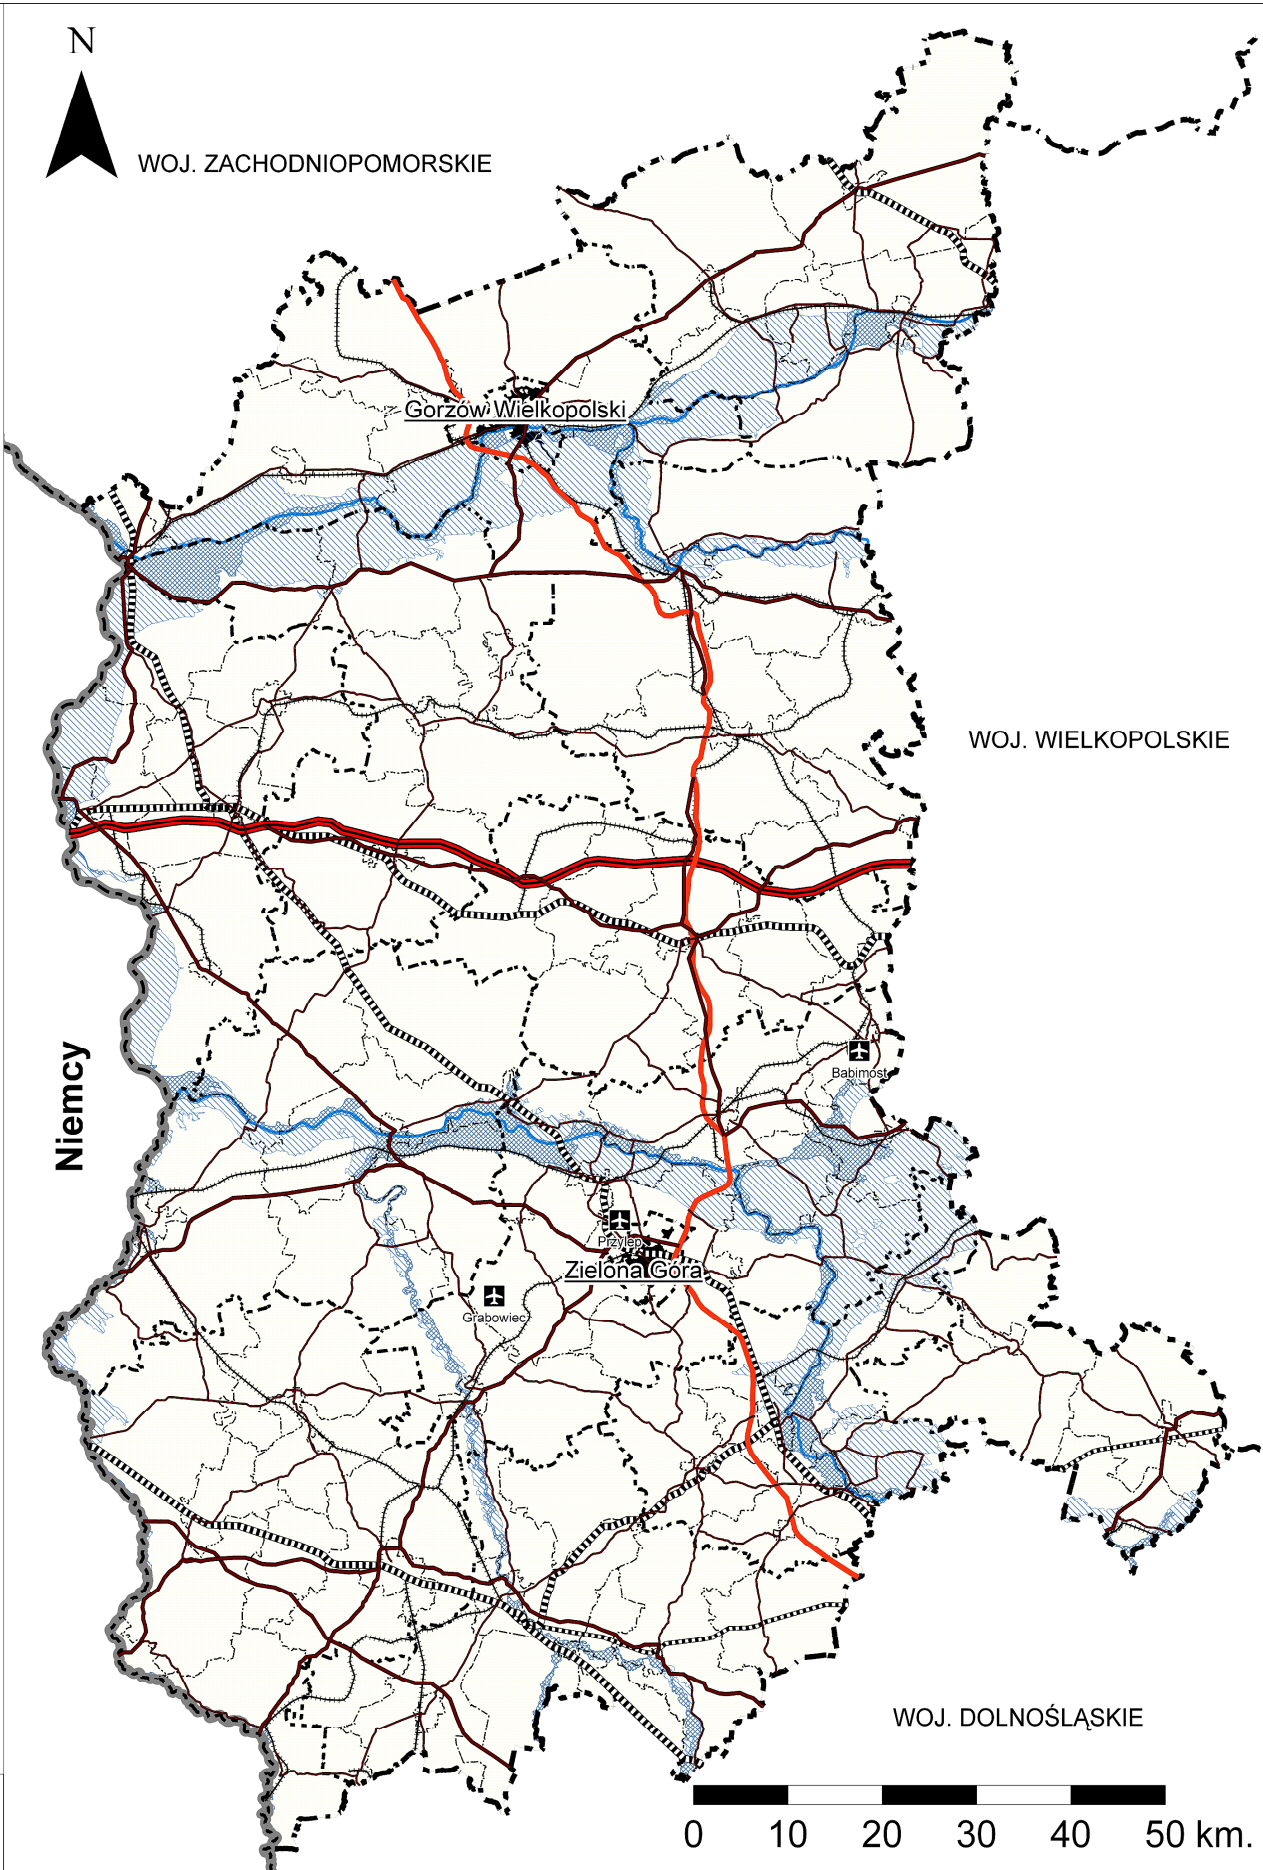 N
WOJ. ZACHODNIOPOMORSKIE
Gorzów Wielkopolski
WOJ. WIELKOPOLSKIE
Babimost
Niemcy
Przylep
Zielona Góra
Grabowiec
WOJ. DOLNOŚLĄSKIE
0 10 20 30 40 50 km.